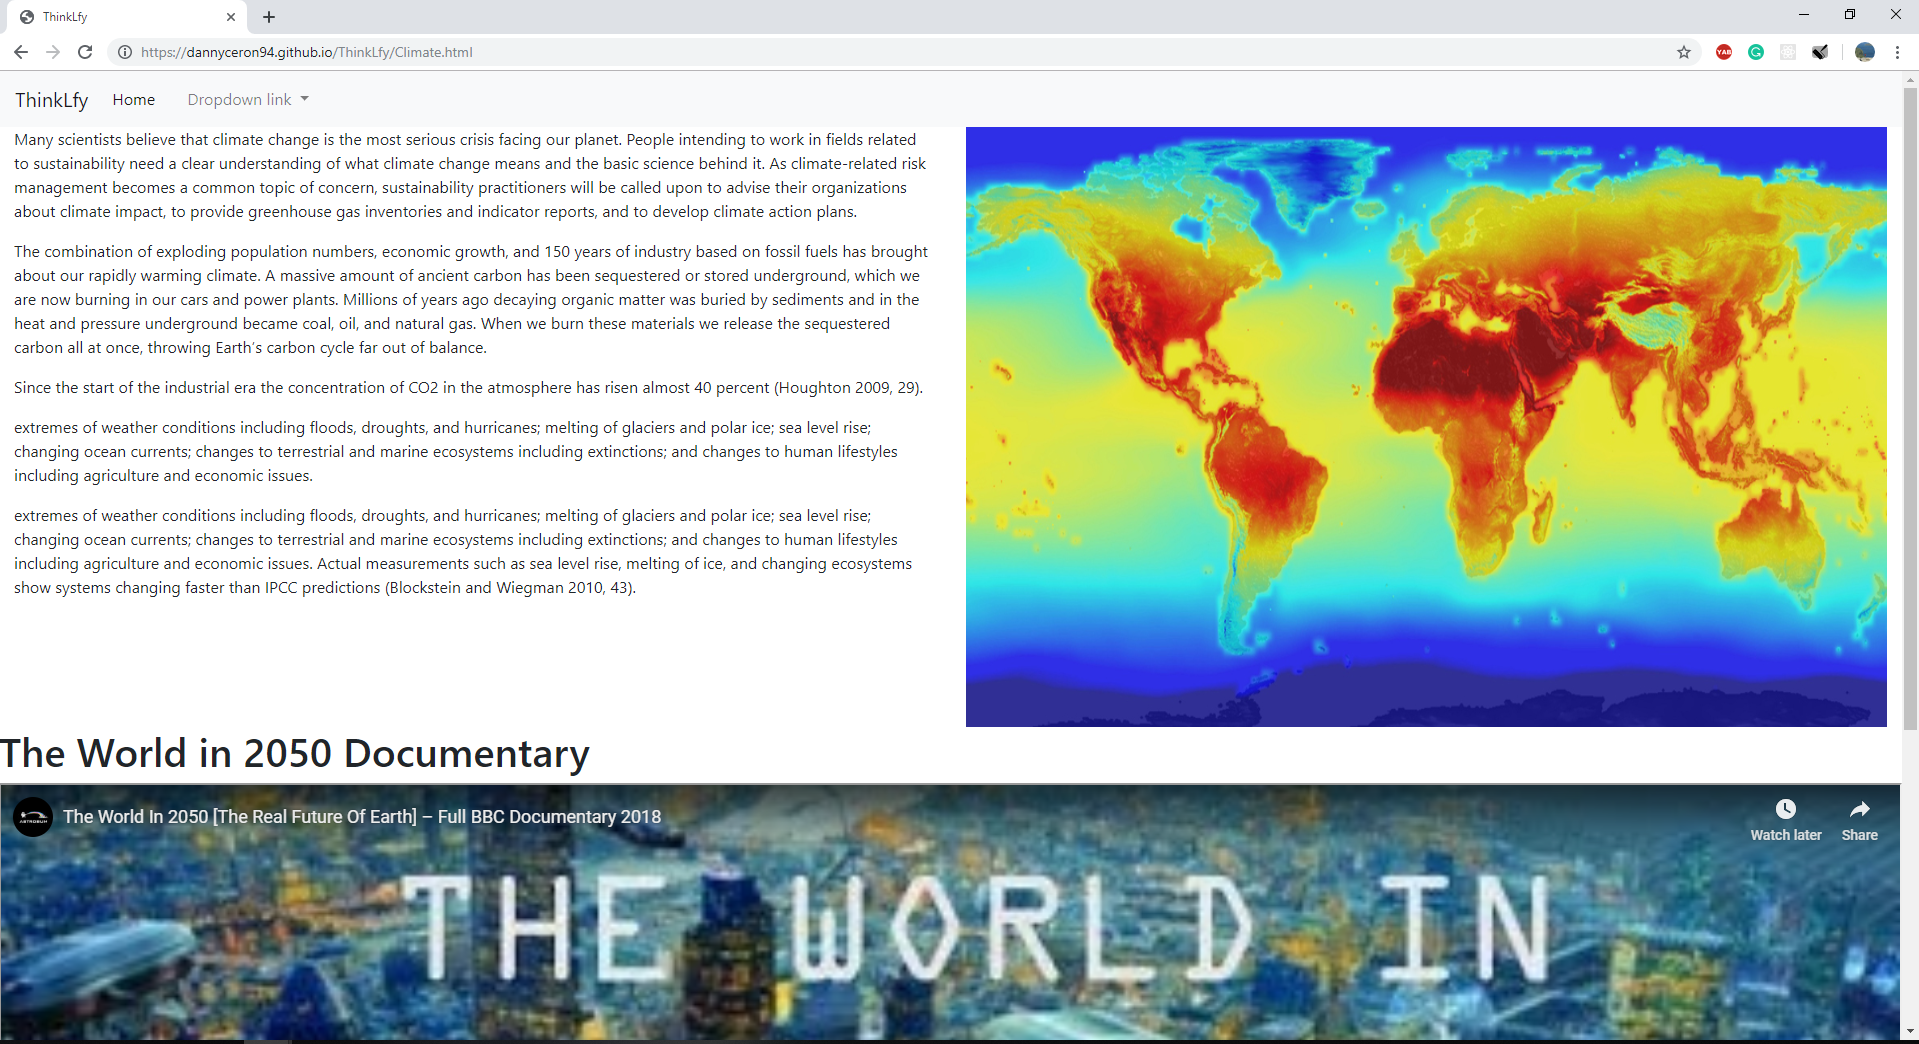 ThinkLfy
https://dannyceron94.github.io/ThinkLfy/Climate.html
YAB
ThinkLfy Home Dropdown link
Many scientists believe that climate change is the most serious crisis facing our planet. People intending to work in fields related
to sustainability need a clear understanding of what climate change means and the basic science behind it. As climate-related risk
management becomes a common topic of concern, sustainability practitioners will be called upon to advise their organizations
about climate impact, to provide greenhouse gas inventories and indicator reports, and to develop climate action plans.
The combination of exploding population numbers, economic growth, and 150 years of industry based on fossil fuels has brought
about our rapidly warming climate. A massive amount of ancient carbon has been sequestered or stored underground, which we
are now burning in our cars and power plants. Millions of years ago decaying organic matter was buried by sediments and in the
heat and pressure underground became coal, oil, and natural gas. When we burn these materials we release the sequestered
carbon all at once, throwing Earth's carbon cycle far out of balance.
Since the start of the industrial era the concentration of CO2 in the atmosphere has risen almost 40 percent (Houghton 2009, 29).
extremes of weather conditions including floods, droughts, and hurricanes; melting of glaciers and polar ice; sea level rise;
changing ocean currents; changes to terrestrial and marine ecosystems including extinctions; and changes to human lifestyles
including agriculture and economic issues.
extremes of weather conditions including floods, droughts, and hurricanes; melting of glaciers and polar ice; sea level rise;
changing ocean currents; changes to terrestrial and marine ecosystems including extinctions; and changes to human lifestyles
including agriculture and economic issues. Actual measurements such as sea level rise, melting of ice, and changing ecosystems
show systems changing faster than IPCC predictions (Blockstein and Wiegman 2010, 43).
The World in 2050 Documentary
The World In 2050 [The Real Future Of Earth] – Full BBC Documentary 2018
Watch later Share
THE WORLD IN